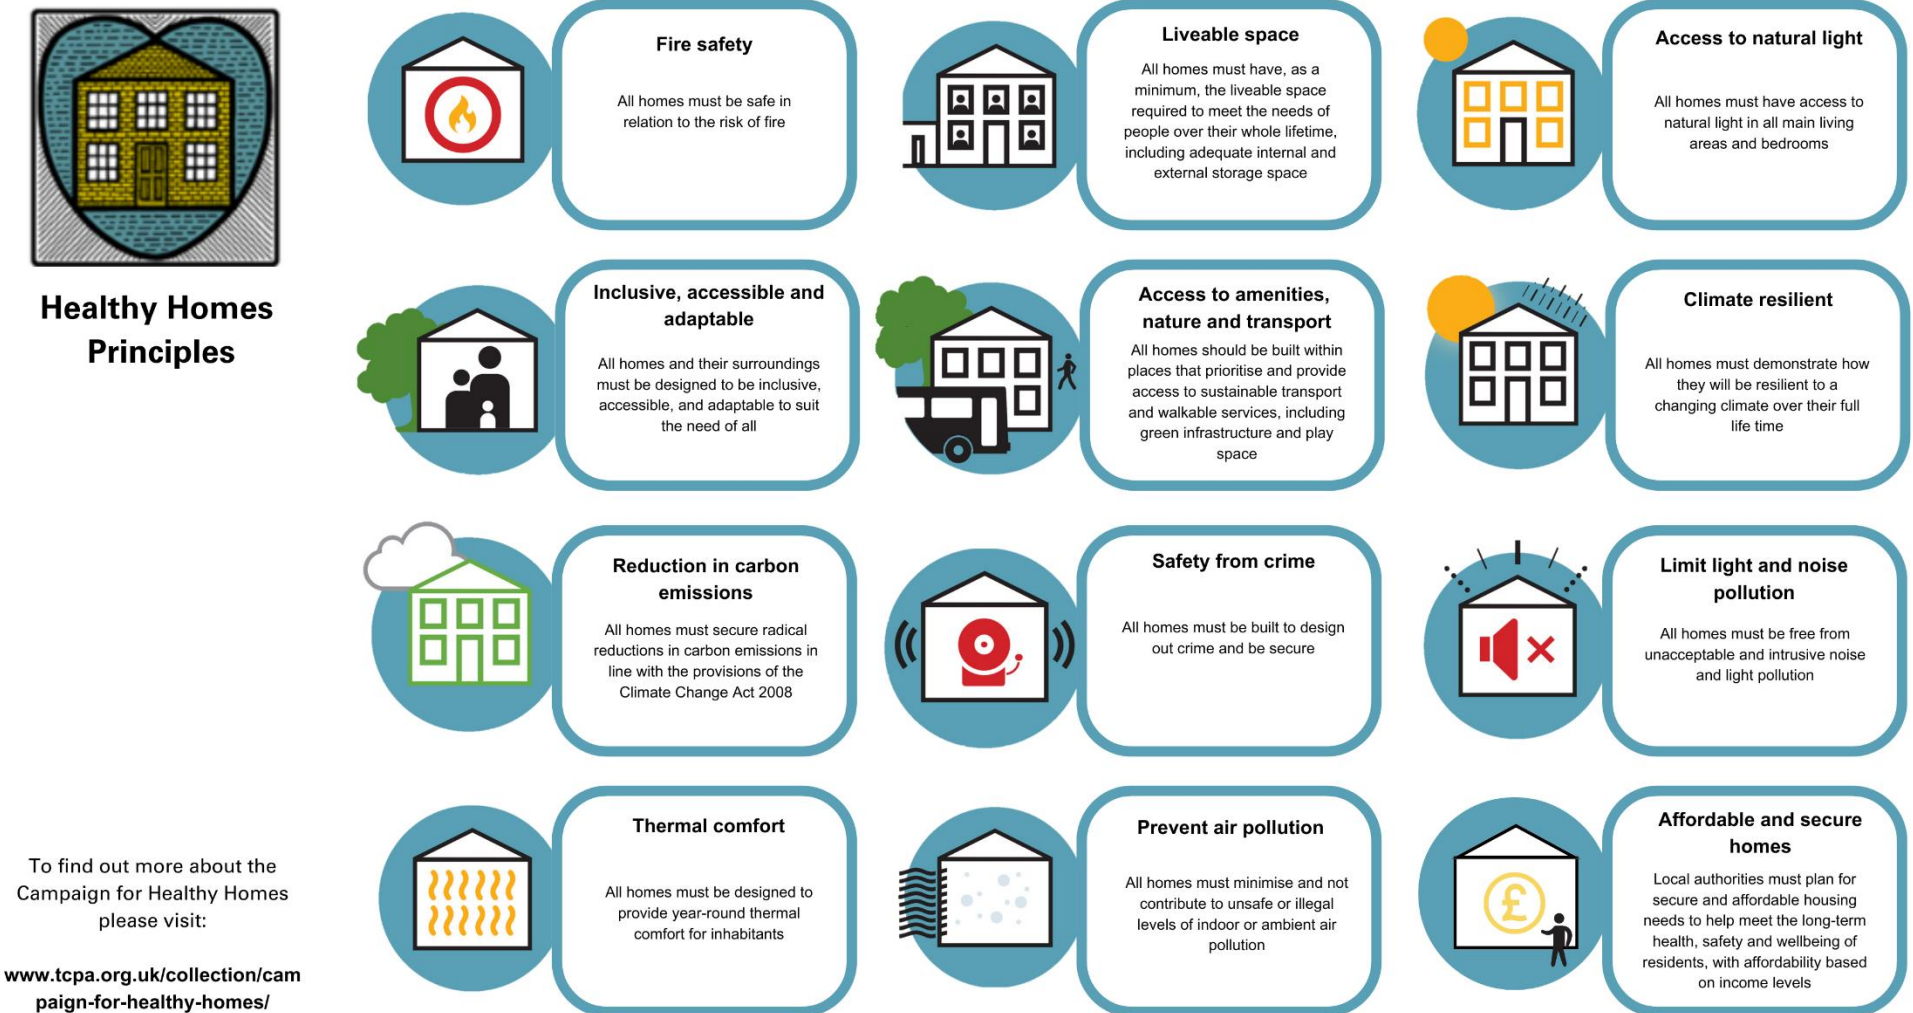 Healthy Homes
Principles
To find out more about the
Campaign for Healthy Homes
please visit:
www.tcpa.org.uk/collection/cam
paign-for-healthy-homes/
Fire safety
All homes must be safe in
relation to the risk of fire
Liveable space
All homes must have, as a
minimum, the liveable space
required to meet the needs of
people over their whole lifetime,
including adequate internal and
external storage space
Access to natural light
All homes must have access to
natural light in all main living
areas and bedrooms
Inclusive, accessible and
adaptable
All homes and their surroundings
must be designed to be inclusive,
accessible, and adaptable to suit
the need of all
Access to amenities,
nature and transport
All homes should be built within
places that prioritise and provide
access to sustainable transport
and walkable services, including
green infrastructure and play
space
Climate resilient
All homes must demonstrate how
they will be resilient to a
changing climate over their full
life time
Reduction in carbon
emissions
All homes must secure radical
reductions in carbon emissions in
line with the provisions of the
Climate Change Act 2008
Safety from crime
All homes must be built to design
out crime and be secure
Limit light and noise
pollution
All homes must be free from
unacceptable and intrusive noise
and light pollution
Thermal comfort
All homes must be designed to
provide year-round thermal
comfort for inhabitants
Prevent air pollution
All homes must minimise and not
contribute to unsafe or illegal
levels of indoor or ambient air
pollution
£
Affordable and secure
homes
Local authorities must plan for
secure and affordable housing
needs to help meet the long-term
health, safety and wellbeing of
residents, with affordability based
on income levels